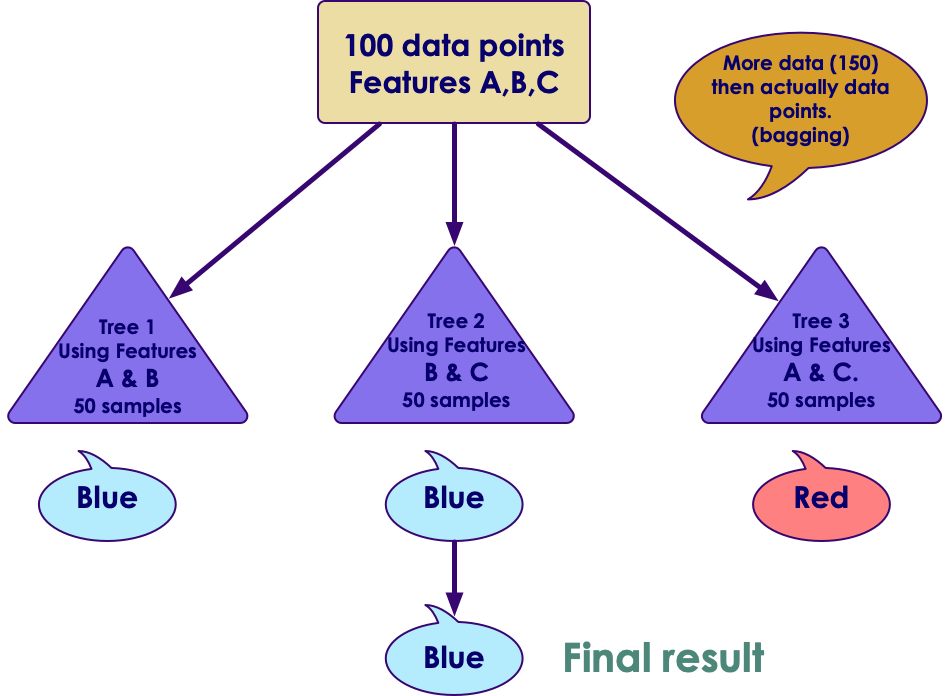 100 data points
Features A,B,C
More data (150)
then actually data
points.
(bagging)
Tree 1
Using Features
A & B
50 samples
Tree 2
Using Features
B & C
50 samples
Tree 3
Using Features
A & C.
50 samples
Blue
Blue
Red
Blue
Final result